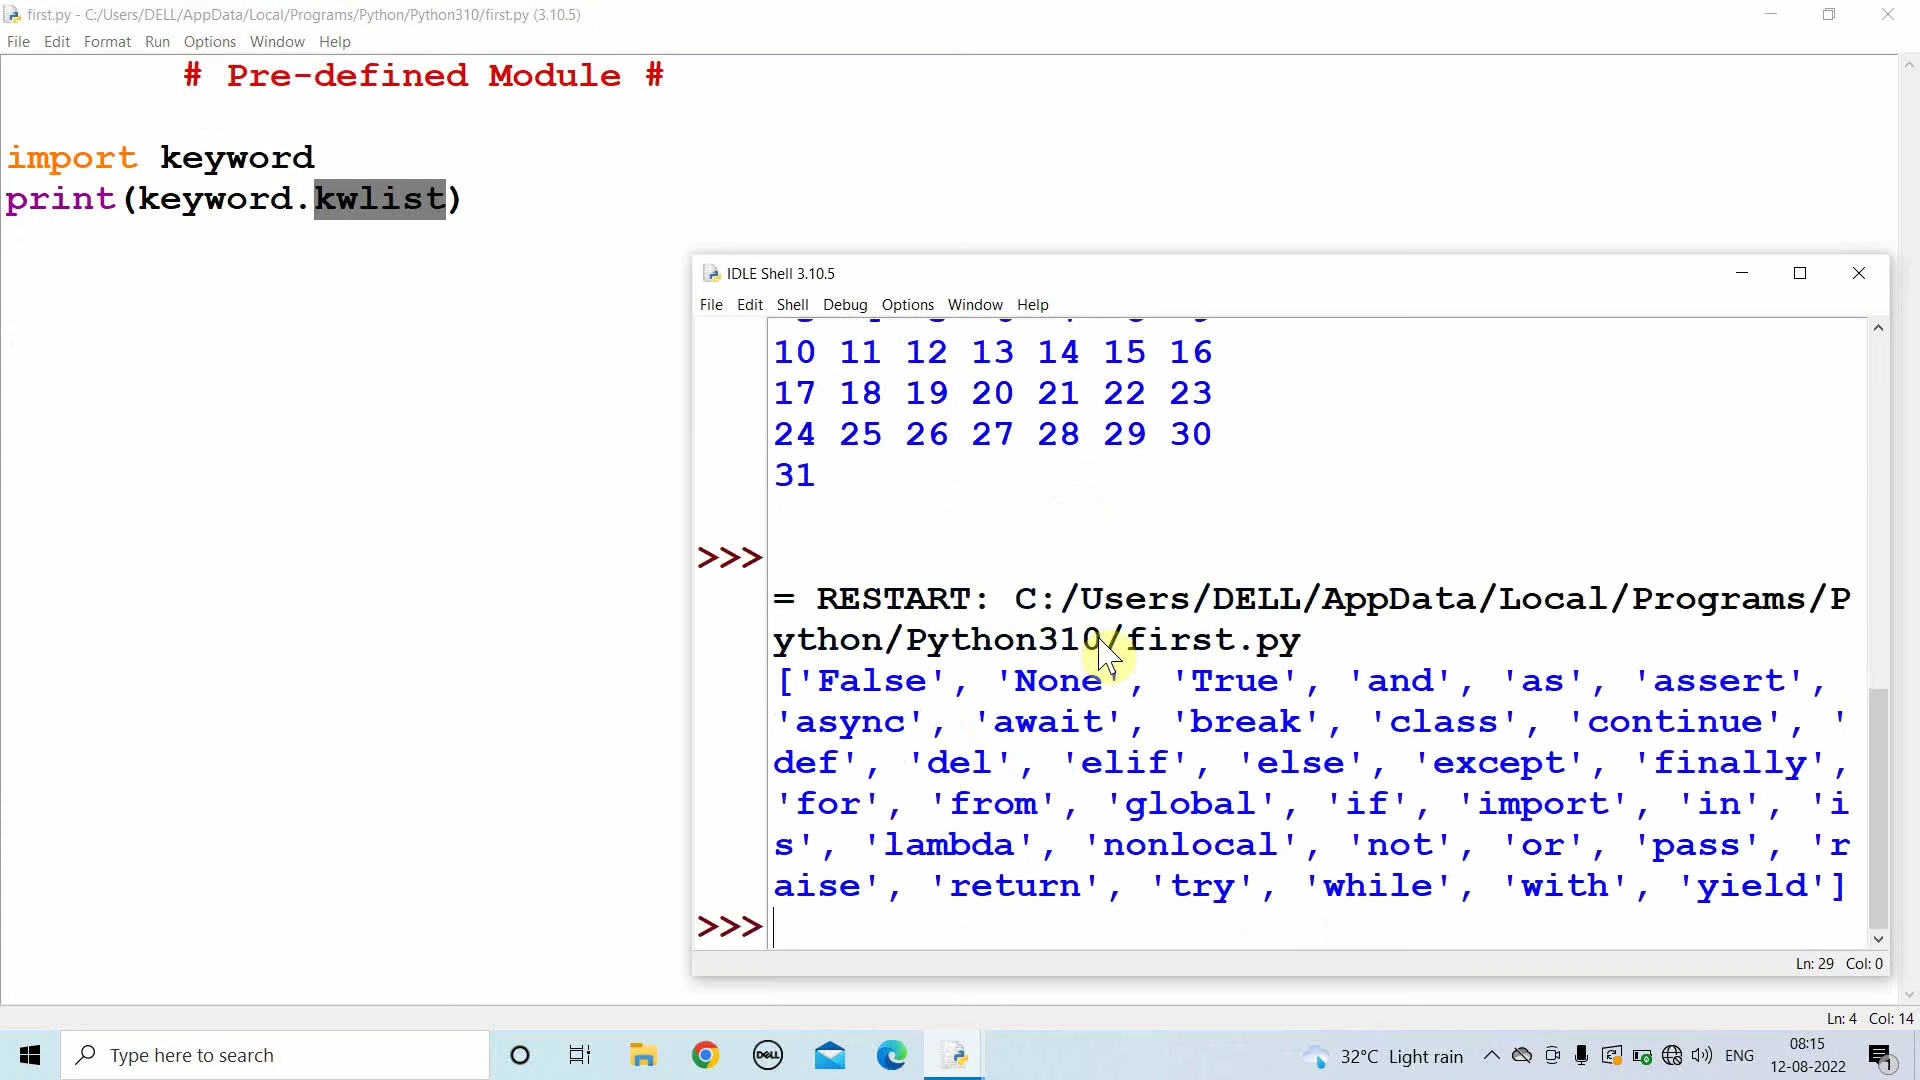 first.py - C:/Users/DELL/AppData/Local/Programs/Python/Python310/first.py (3.10.5)
File Edit Format Run Options Window Help
# Pre-defined Module #
import keyword
print(keyword.kwlist)
IDLE Shell 3.10.5
File Edit Shell Debug Options Window Help
10 11 12 13 14 15 16
17 18 19 20 21 22 23
24 25 26 27 28 29 30
31
>>>
= RESTART: C:/Users/DELL/AppData/Local/Programs/P
ython/Python310/first.py
['False', 'None', 'True', 'and', 'as', 'assert',
'async', 'await', 'break', 'class', 'continue', '
def', 'del', 'elif', 'else', 'except', 'finally',
'for', 'from', 'global', 'if', 'import', 'in', 'i
s', 'lambda', 'nonlocal', 'not', 'or', 'pass', 'r
aise', 'return', 'try', 'while', 'with', 'yield']
>>>
Ln: 29 Col: 0
Ln: 4 Col: 14
Type here to search
DELL
32°C Light rain
ENG
08:15
12-08-2022
1